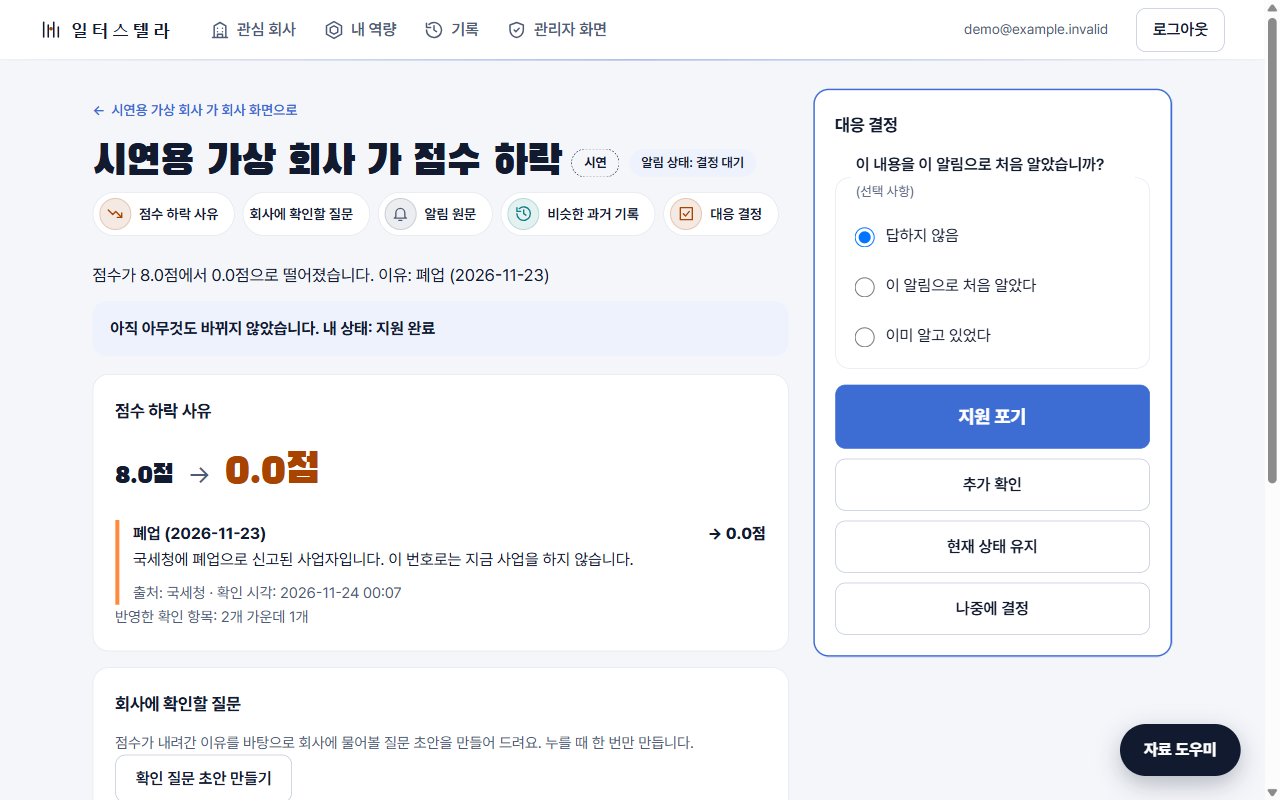 일터스텔라
관심 회사
내 역량
기록
관리자 화면
demo@example.invalid
로그아웃
← 시연용 가상 회사 가 회사 화면으로
시연용 가상 회사 가 점수 하락
시연
알림 상태: 결정 대기
점수 하락 사유
회사에 확인할 질문
알림 원문
비슷한 과거 기록
대응 결정
점수가 8.0점에서 0.0점으로 떨어졌습니다. 이유: 폐업 (2026-11-23)
아직 아무것도 바뀌지 않았습니다. 내 상태: 지원 완료
점수 하락 사유
8.0점 → 0.0점
폐업 (2026-11-23) → 0.0점
국세청에 폐업으로 신고된 사업자입니다. 이 번호로는 지금 사업을 하지 않습니다.
출처: 국세청 · 확인 시각: 2026-11-24 00:07
반영한 확인 항목: 2개 가운데 1개
회사에 확인할 질문
점수가 내려간 이유를 바탕으로 회사에 물어볼 질문 초안을 만들어 드려요. 누를 때 한 번만 만듭니다.
확인 질문 초안 만들기
대응 결정
이 내용을 이 알림으로 처음 알았습니까?
(선택 사항)
답하지 않음
이 알림으로 처음 알았다
이미 알고 있었다
지원 포기
추가 확인
현재 상태 유지
나중에 결정
자료 도우미